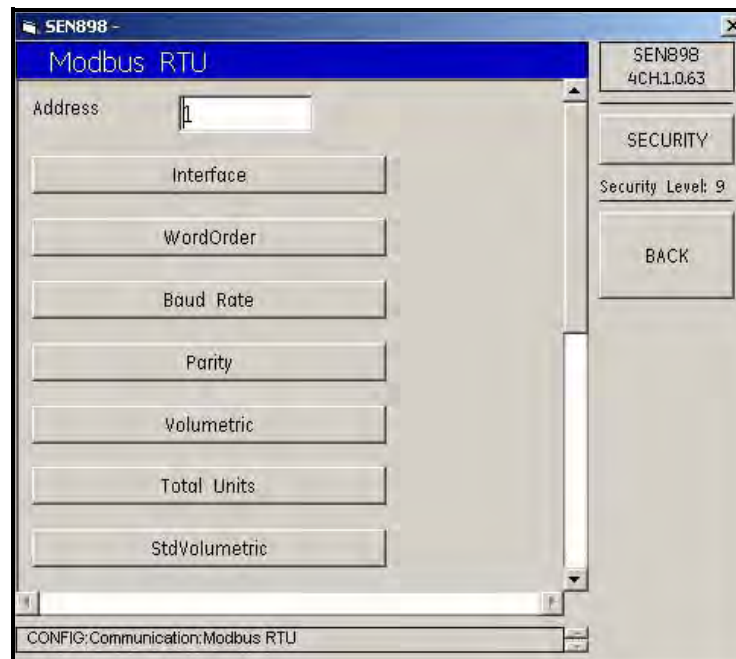 SEN898 -
Modbus RTU
Address 1
Interface
WordOrder
Baud Rate
Parity
Volumetric
Total Units
StdVolumetric
SEN898
4CH.1.0.63
SECURITY
Security Level: 9
BACK
CONFIG:Communication:Modbus RTU